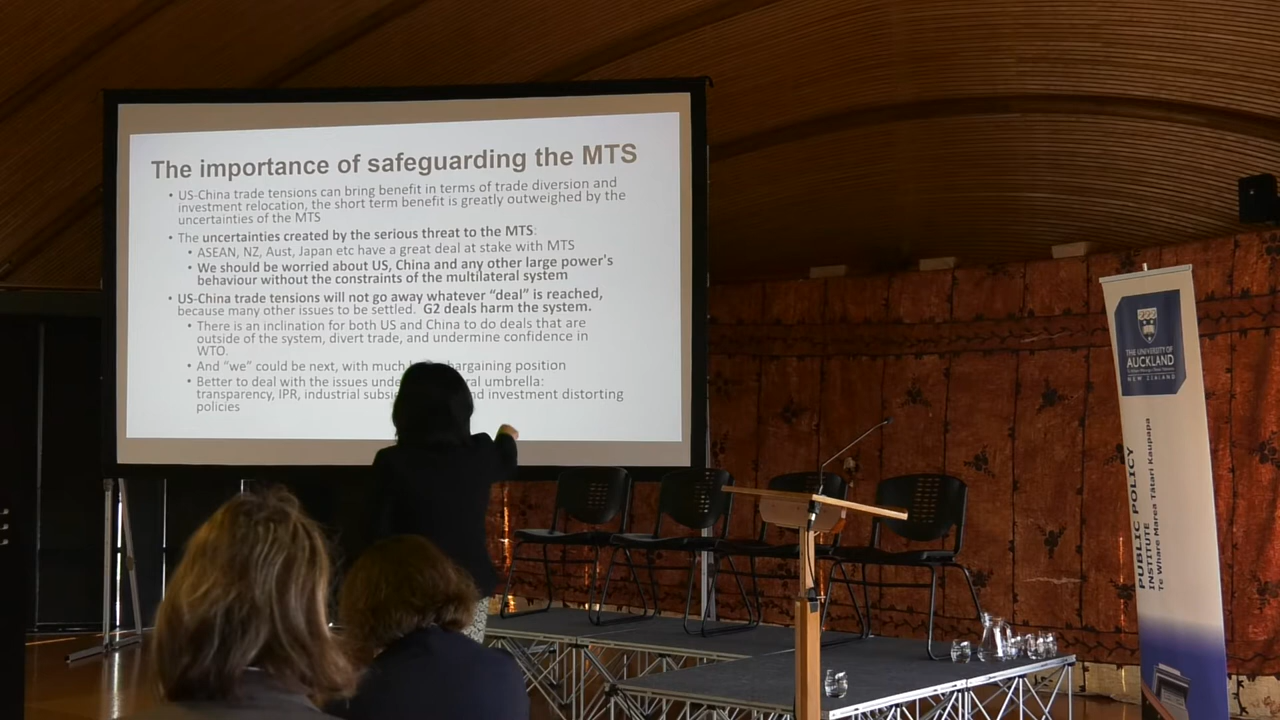 The importance of safeguarding the MTS
• US-China trade tensions can bring benefit in terms of trade diversion and
investment relocation, the short term benefit is greatly outweighed by the
uncertainties of the MTS
• The uncertainties created by the serious threat to the MTS:
• ASEAN, NZ, Aust, Japan etc have a great deal at stake with MTS
• We should be worried about US, China and any other large power's
behaviour without the constraints of the multilateral system
• US-China trade tensions will not go away whatever “deal” is reached,
because many other issues to be settled. G2 deals harm the system.
• There is an inclination for both US and China to do deals that are
outside of the system, divert trade, and undermine confidence in
WTO.
• And “we” could be next, with much bargaining position
• Better to deal with the issues umbrella:
transparency, IPR, industrial investment distorting
policies
THE UNIVERSITY OF
AUCKLAND
NEW ZEALAND
PUBLIC POLICY
INSTITUTE
Te Whare Marea Tātari Kaupapa